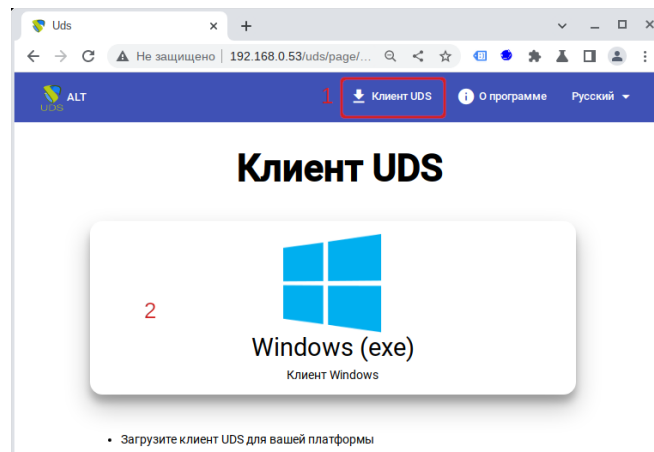 Uds
Не защищено 192.168.0.53/uds/page/...
UDS ALT 1 Клиент UDS О программе Русский
Клиент UDS
2
Windows (exe)
Клиент Windows
• Загрузите клиент UDS для вашей платформы